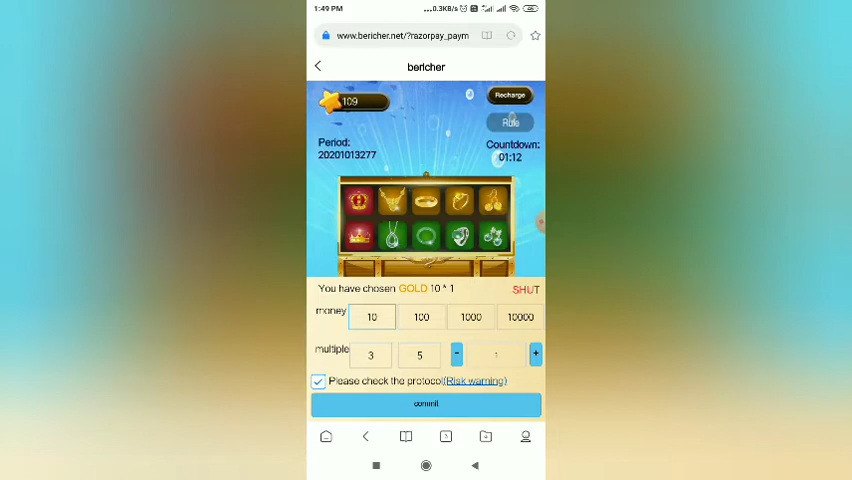 1:49 PM
...0.3KB/s
www.bericher.net/?razorpay_paym
bericher
109
Recharge
Rule
Period:
20201013277
Countdown:
01:12
You have chosen GOLD 10 * 1
SHUT
money 10 100 1000 10000
multiple 3 5 - 1 +
Please check the protocol(Risk warning)
commit